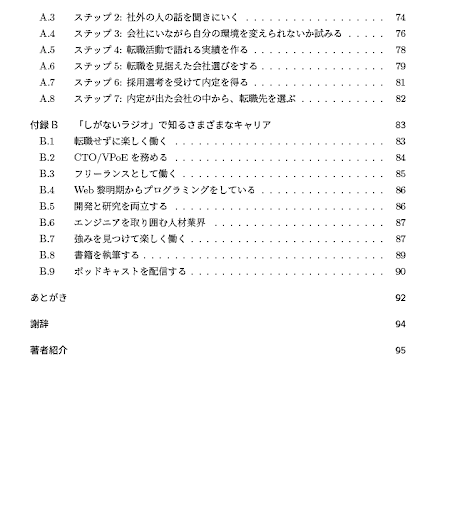 A.3 ステップ 2: 社外の人の話を聞きにいく . . . . . . . . . . . . . . . . . . . . 74
A.4 ステップ 3: 会社にいながら自分の環境を変えられないか試みる . . . . . 76
A.5 ステップ 4: 転職活動で語れる実績を作る . . . . . . . . . . . . . . . . . . 78
A.6 ステップ 5: 転職を見据えた会社選びをする . . . . . . . . . . . . . . . . . 79
A.7 ステップ 6: 採用選考を受けて内定を得る . . . . . . . . . . . . . . . . . . 81
A.8 ステップ 7: 内定が出た会社の中から、転職先を選ぶ . . . . . . . . . . . . 82
付録 B 「しがないラジオ」で知るさまざまなキャリア 83
B.1 転職せずに楽しく働く . . . . . . . . . . . . . . . . . . . . . . . . . . . . 83
B.2 CTO/VPoE を務める . . . . . . . . . . . . . . . . . . . . . . . . . . . . 84
B.3 フリーランスとして働く . . . . . . . . . . . . . . . . . . . . . . . . . . . 85
B.4 Web 黎明期からプログラミングをしている . . . . . . . . . . . . . . . . . 86
B.5 開発と研究を両立する . . . . . . . . . . . . . . . . . . . . . . . . . . . . 86
B.6 エンジニアを取り囲む人材業界 . . . . . . . . . . . . . . . . . . . . . . . 87
B.7 強みを見つけて楽しく働く . . . . . . . . . . . . . . . . . . . . . . . . . . 87
B.8 書籍を執筆する . . . . . . . . . . . . . . . . . . . . . . . . . . . . . . . . 89
B.9 ポッドキャストを配信する . . . . . . . . . . . . . . . . . . . . . . . . . . 90
あとがき 92
謝辞 94
著者紹介 95